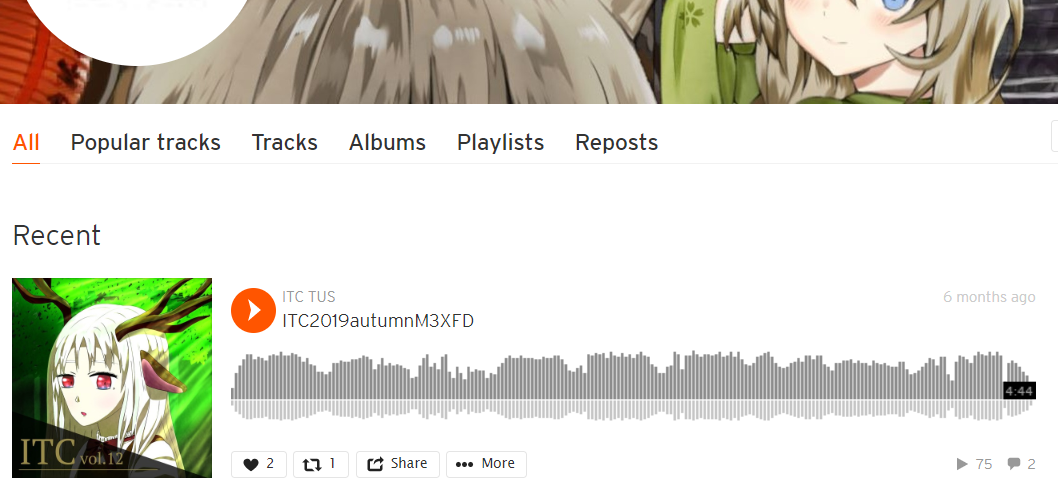 All Popular tracks Tracks Albums Playlists Reposts
Recent
ITC TUS
6 months ago
ITC2019autumnM3XFD
4:44
ITC vol.12
2 1 Share More
75 2